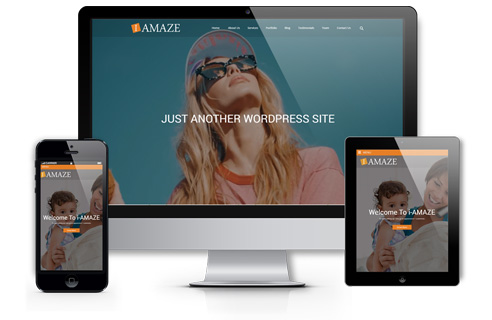 i AMAZE
Home About Us Services Portfolio Blog Testimonials Team Contact Us
JUST ANOTHER WORDPRESS SITE
i-AMAZE
Welcome To i-AMAZE
i-AMAZE
Welcome To i-AMAZE